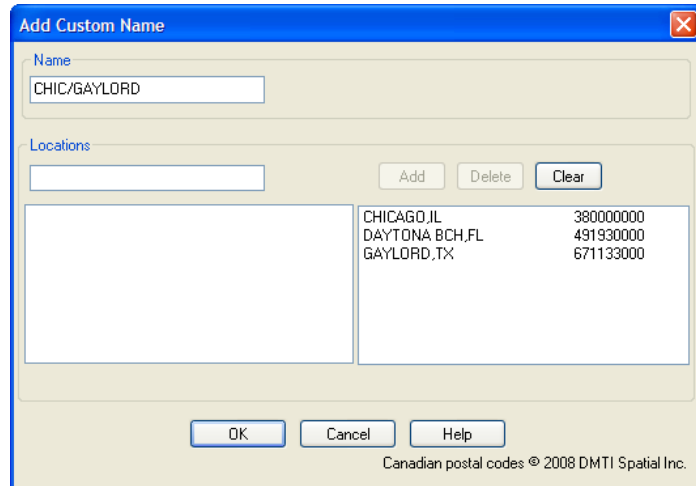 Add Custom Name
Name
CHIC/GAYLORD
Locations
Add Delete Clear
CHICAGO,IL 380000000
DAYTONA BCH,FL 491930000
GAYLORD,TX 671133000
OK Cancel Help
Canadian postal codes © 2008 DMTI Spatial Inc.